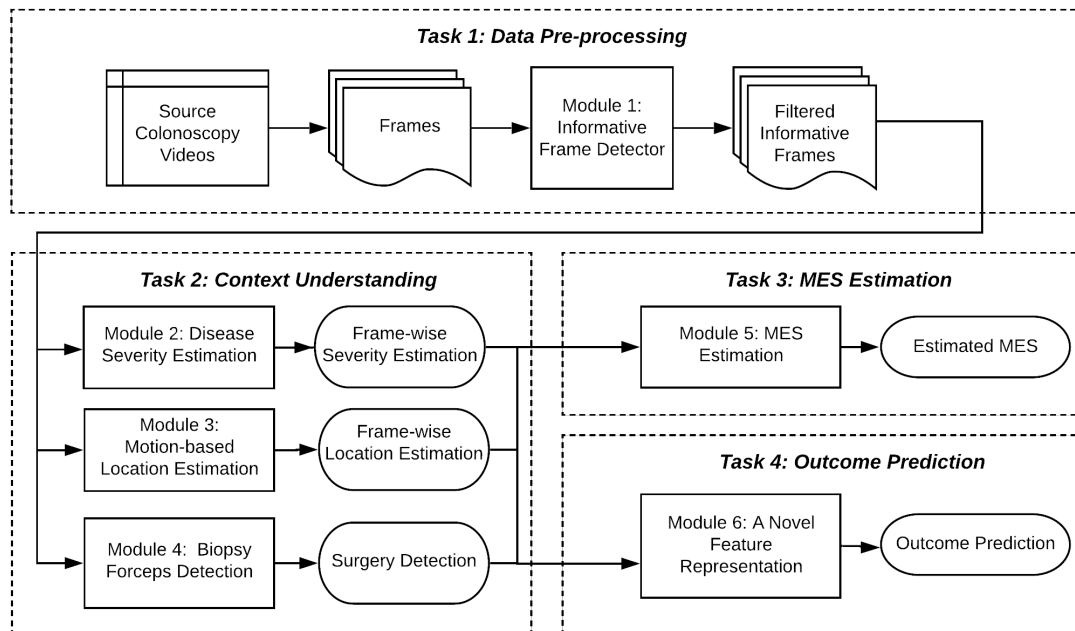 Task 1: Data Pre-processing
Source
Colonoscopy
Videos
Frames
Module 1:
Informative
Frame Detector
Filtered
Informative
Frames
Task 2: Context Understanding
Module 2: Disease
Severity Estimation
Frame-wise
Severity Estimation
Module 3:
Motion-based
Location Estimation
Frame-wise
Location Estimation
Module 4: Biopsy
Forceps Detection
Surgery Detection
Task 3: MES Estimation
Module 5: MES
Estimation
Estimated MES
Task 4: Outcome Prediction
Module 6: A Novel
Feature
Representation
Outcome Prediction